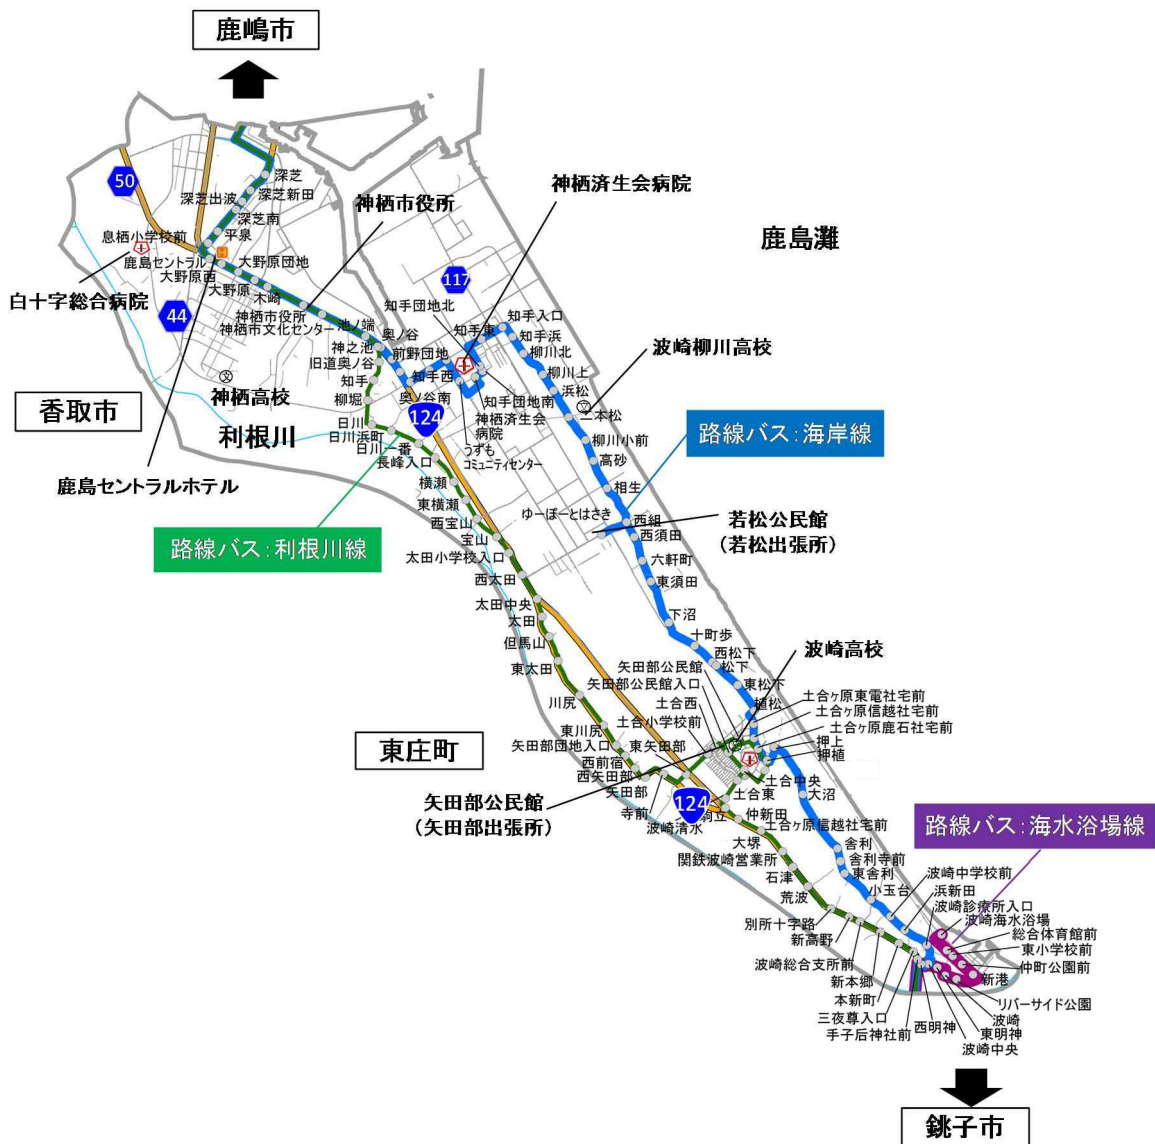 鹿嶋市
50
深芝
深芝新田
深芝出波
深芝南
平泉
息栖小学校前
鹿島セントラル
大野原西
大野原団地
大野原
木崎
神栖市役所
神栖市役所
神栖市文化センター
白十字総合病院
44
神栖高校
香取市
利根川
鹿島セントラルホテル
神栖済生会病院
鹿島灘
117
知手団地北
知手東
知手入口
知手浜
柳川北
柳川上
浜松
二本松
波崎柳川高校
池ノ端
奥ノ谷
神之池
前野団地
旧道奥ノ谷
知手
知手西
柳堀
奥ノ谷南
知手団地南
神栖済生会
病院
うずも
コミュニティセンター
124
日川
日川浜町
日川一番
長峰入口
横瀬
東横瀬
西宝山
宝山
太田小学校入口
西太田
太田中央
太田
但馬山
東太田
川尻
東川尻
矢田部団地入口
西前宿
西矢田部
矢田部
寺前
路線バス：利根川線
柳川小前
高砂
相生
路線バス：海岸線
ゆーぽーとはさき
西組
西須田
若松公民館
（若松出張所）
六軒町
東須田
下沼
十町歩
西松下
松下
東松下
植松
波崎高校
矢田部公民館
矢田部公民館入口
土合西
土合小学校前
東矢田部
土合ヶ原東電社宅前
土合ヶ原信越社宅前
土合ヶ原鹿石社宅前
押上
押植
東庄町
矢田部公民館
（矢田部出張所）
124
波崎清水
土合中央
土合東
大沼
仲新田
土合ヶ原信越社宅前
大堺
関鉄波崎営業所
石津
荒波
舎利
舎利寺前
東舎利
小玉台
路線バス：海水浴場線
波崎中学校前
浜新田
波崎診療所入口
波崎海水浴場
総合体育館前
東小学校前
仲町公園前
新港
別所十字路
新高野
波崎総合支所前
新本郷
本新町
三夜尊入口
手子后神社前
西明神
リバーサイド公園
波崎
東明神
波崎中央
銚子市